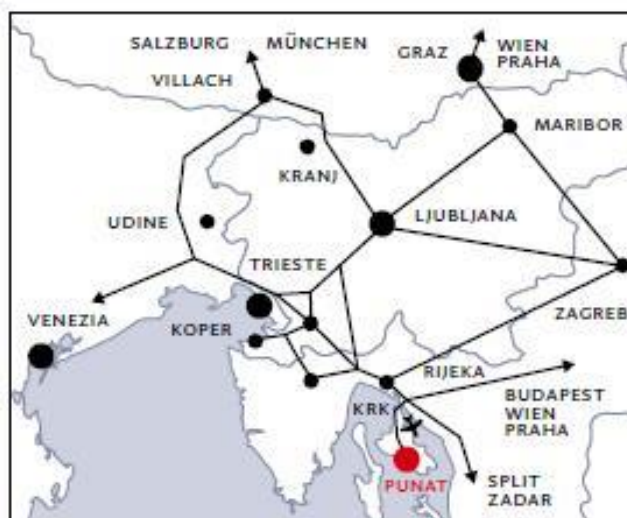 SALZBURG MÜNCHEN
VILLACH
GRAZ
WIEN
PRAHA
MARIBOR
KRANJ
LJUBLJANA
UDINE
TRIESTE
ZAGREB
VENEZIA
KOPER
RIJEKA
KRK
BUDAPEST
WIEN
PRAHA
PUNAT
SPLIT
ZADAR